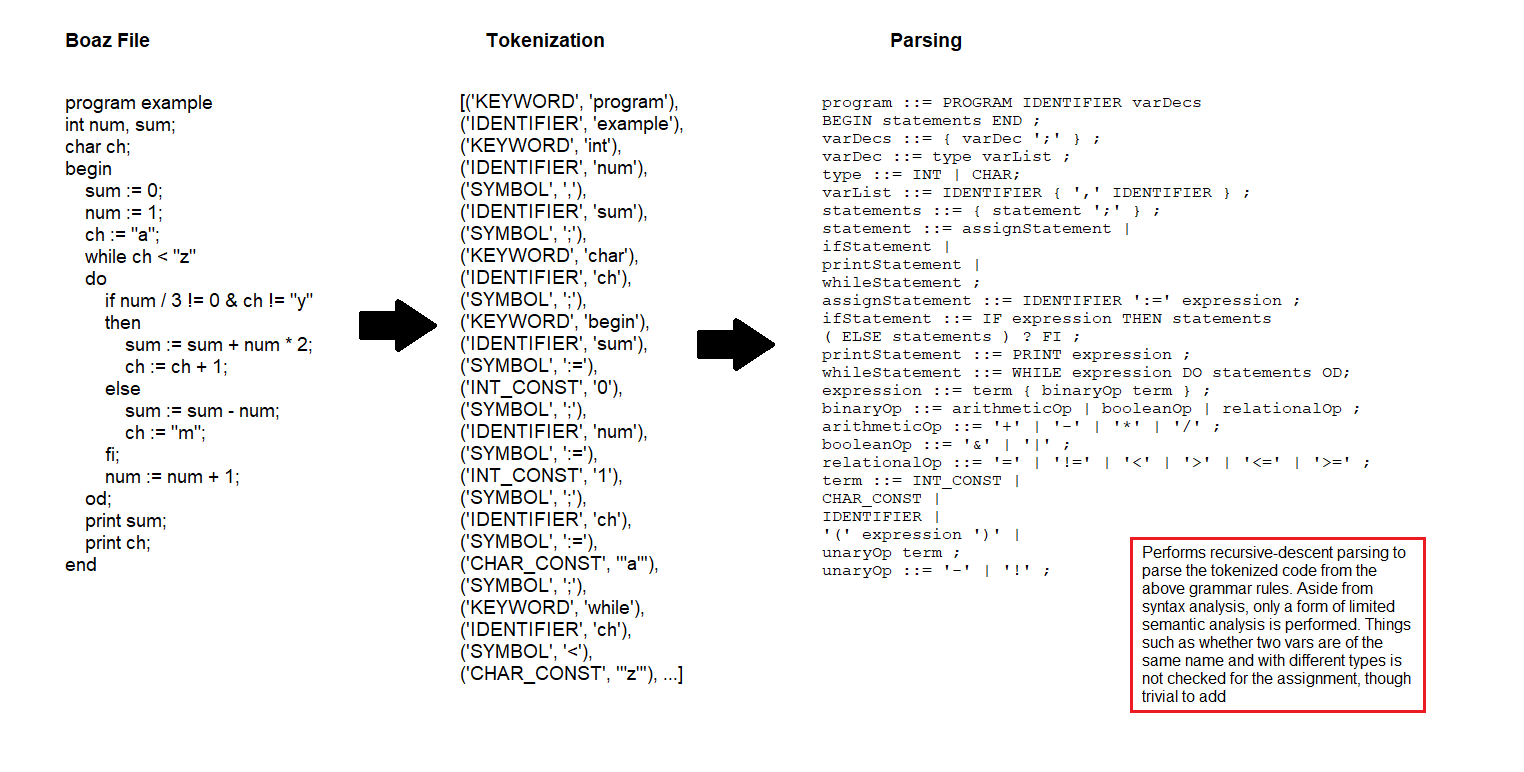 Boaz File
program example
int num, sum;
char ch;
begin
sum := 0;
num := 1;
ch := "a";
while ch < "z"
do
if num / 3 != 0 & ch != "y"
then
sum := sum + num * 2;
ch := ch + 1;
else
sum := sum - num;
ch := "m";
fi;
num := num + 1;
od;
print sum;
print ch;
end
Tokenization
[('KEYWORD', 'program'),
('IDENTIFIER', 'example'),
('KEYWORD', 'int'),
('IDENTIFIER', 'num'),
('SYMBOL', ','),
('IDENTIFIER', 'sum'),
('SYMBOL', ';'),
('KEYWORD', 'char'),
('IDENTIFIER', 'ch'),
('SYMBOL', ';'),
('KEYWORD', 'begin'),
('IDENTIFIER', 'sum'),
('SYMBOL', ':='),
('INT_CONST', '0'),
('SYMBOL', ';'),
('IDENTIFIER', 'num'),
('SYMBOL', ':='),
('INT_CONST', '1'),
('SYMBOL', ';'),
('IDENTIFIER', 'ch'),
('SYMBOL', ':='),
('CHAR_CONST', '"a"'),
('SYMBOL', ';'),
('KEYWORD', 'while'),
('IDENTIFIER', 'ch'),
('SYMBOL', '<'),
('CHAR_CONST', '"z"'), ...]
Parsing
program ::= PROGRAM IDENTIFIER varDecs
BEGIN statements END ;
varDecs ::= { varDec ';' } ;
varDec ::= type varList ;
type ::= INT | CHAR;
varList ::= IDENTIFIER { ',' IDENTIFIER } ;
statements ::= { statement ';' } ;
statement ::= assignStatement |
ifStatement |
printStatement |
whileStatement ;
assignStatement ::= IDENTIFIER ':=' expression ;
ifStatement ::= IF expression THEN statements
( ELSE statements ) ? FI ;
printStatement ::= PRINT expression ;
whileStatement ::= WHILE expression DO statements OD;
expression ::= term { binaryOp term } ;
binaryOp ::= arithmeticOp | booleanOp | relationalOp ;
arithmeticOp ::= '+' | '-' | '*' | '/' ;
booleanOp ::= '&' | '|' ;
relationalOp ::= '=' | '!=' | '<' | '>' | '<=' | '>=' ;
term ::= INT_CONST |
CHAR_CONST |
IDENTIFIER |
'(' expression ')' |
unaryOp term ;
unaryOp ::= '-' | '!' ;
Performs recursive-descent parsing to
parse the tokenized code from the
above grammar rules. Aside from
syntax analysis, only a form of limited
semantic analysis is performed. Things
such as whether two vars are of the
same name and with different types is
not checked for the assignment, though
trivial to add